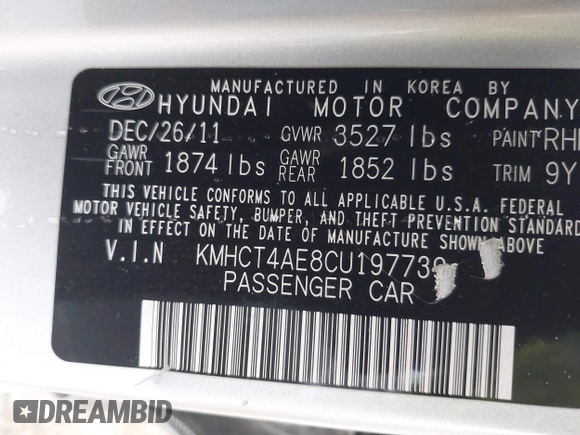 MANUFACTURED IN KOREA BY
HYUNDAI MOTOR COMPANY
DEC/26/11 GVWR 3527 lbs PAINT RH
GAWR FRONT 1874 lbs GAWR REAR 1852 lbs TRIM 9Y
THIS VEHICLE CONFORMS TO ALL APPLICABLE U.S.A. FEDERAL
MOTOR VEHICLE SAFETY, BUMPER, AND THEFT PREVENTION STANDARD
IN EFFECT ON THE DATE OF MANUFACTURE SHOWN ABOVE
V.I.N KMHCT4AE8CU197739
PASSENGER CAR
DREAMBID